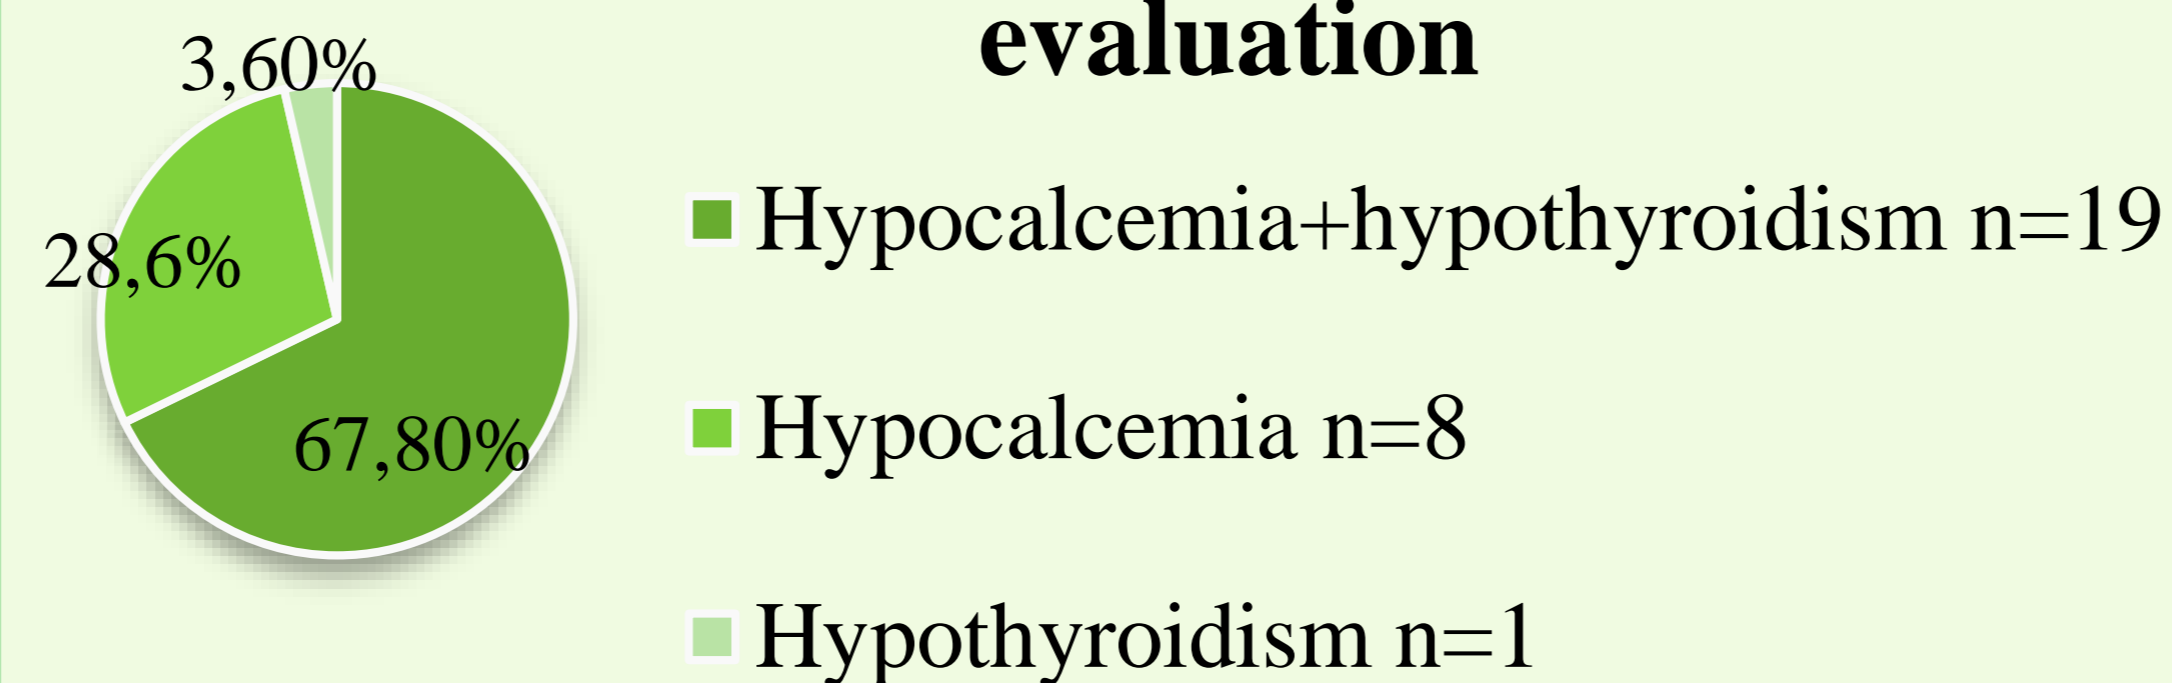 evaluation
3,60%
28,6%
67,80%
Hypocalcemia+hypothyroidism n=19
Hypocalcemia n=8
Hypothyroidism n=1